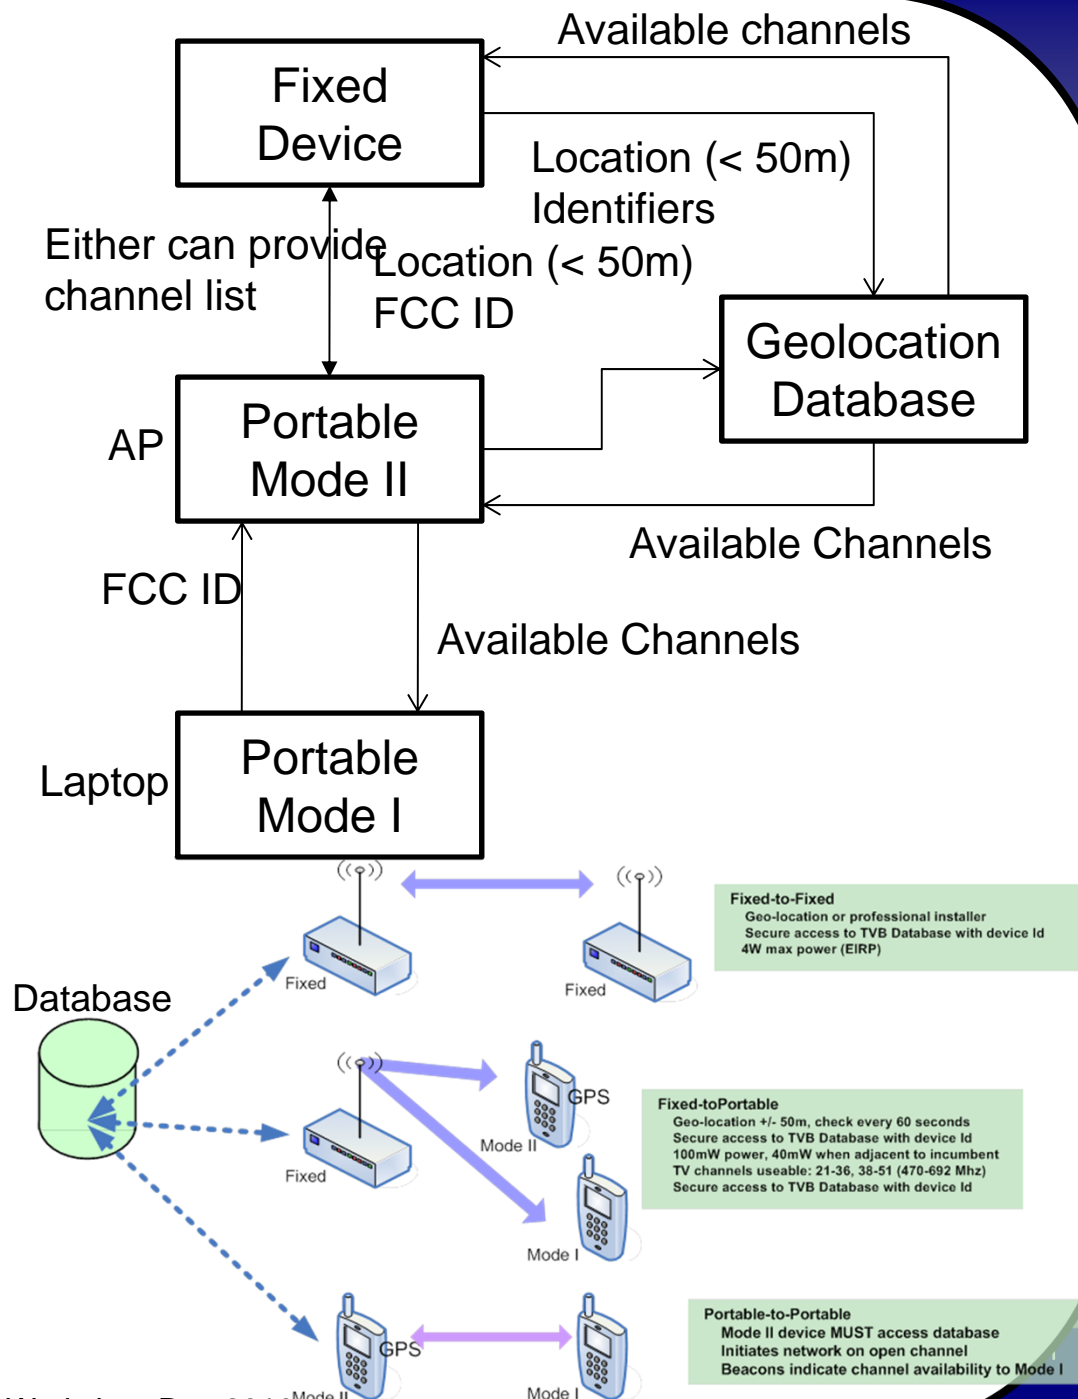 Available channels
Fixed
Device
Location (< 50m)
Identifiers
Either can provide
channel list
Location (< 50m)
FCC ID
Geolocation
Database
AP
Portable
Mode II
Available Channels
FCC ID
Available Channels
Laptop
Portable
Mode I
Fixed-to-Fixed
Geo-location or professional installer
Secure access to TVB Database with device Id
4W max power (EIRP)
Fixed
Fixed
Database
GPS
Mode II
Fixed
Mode I
Fixed-toPortable
Geo-location +/- 50m, check every 60 seconds
Secure access to TVB Database with device Id
100mW power, 40mW when adjacent to incumbent
TV channels useable: 21-36, 38-51 (470-692 Mhz)
Secure access to TVB Database with device Id
GPS
Mode II
Mode I
Portable-to-Portable
Mode II device MUST access database
Initiates network on open channel
Beacons indicate channel availability to Mode I